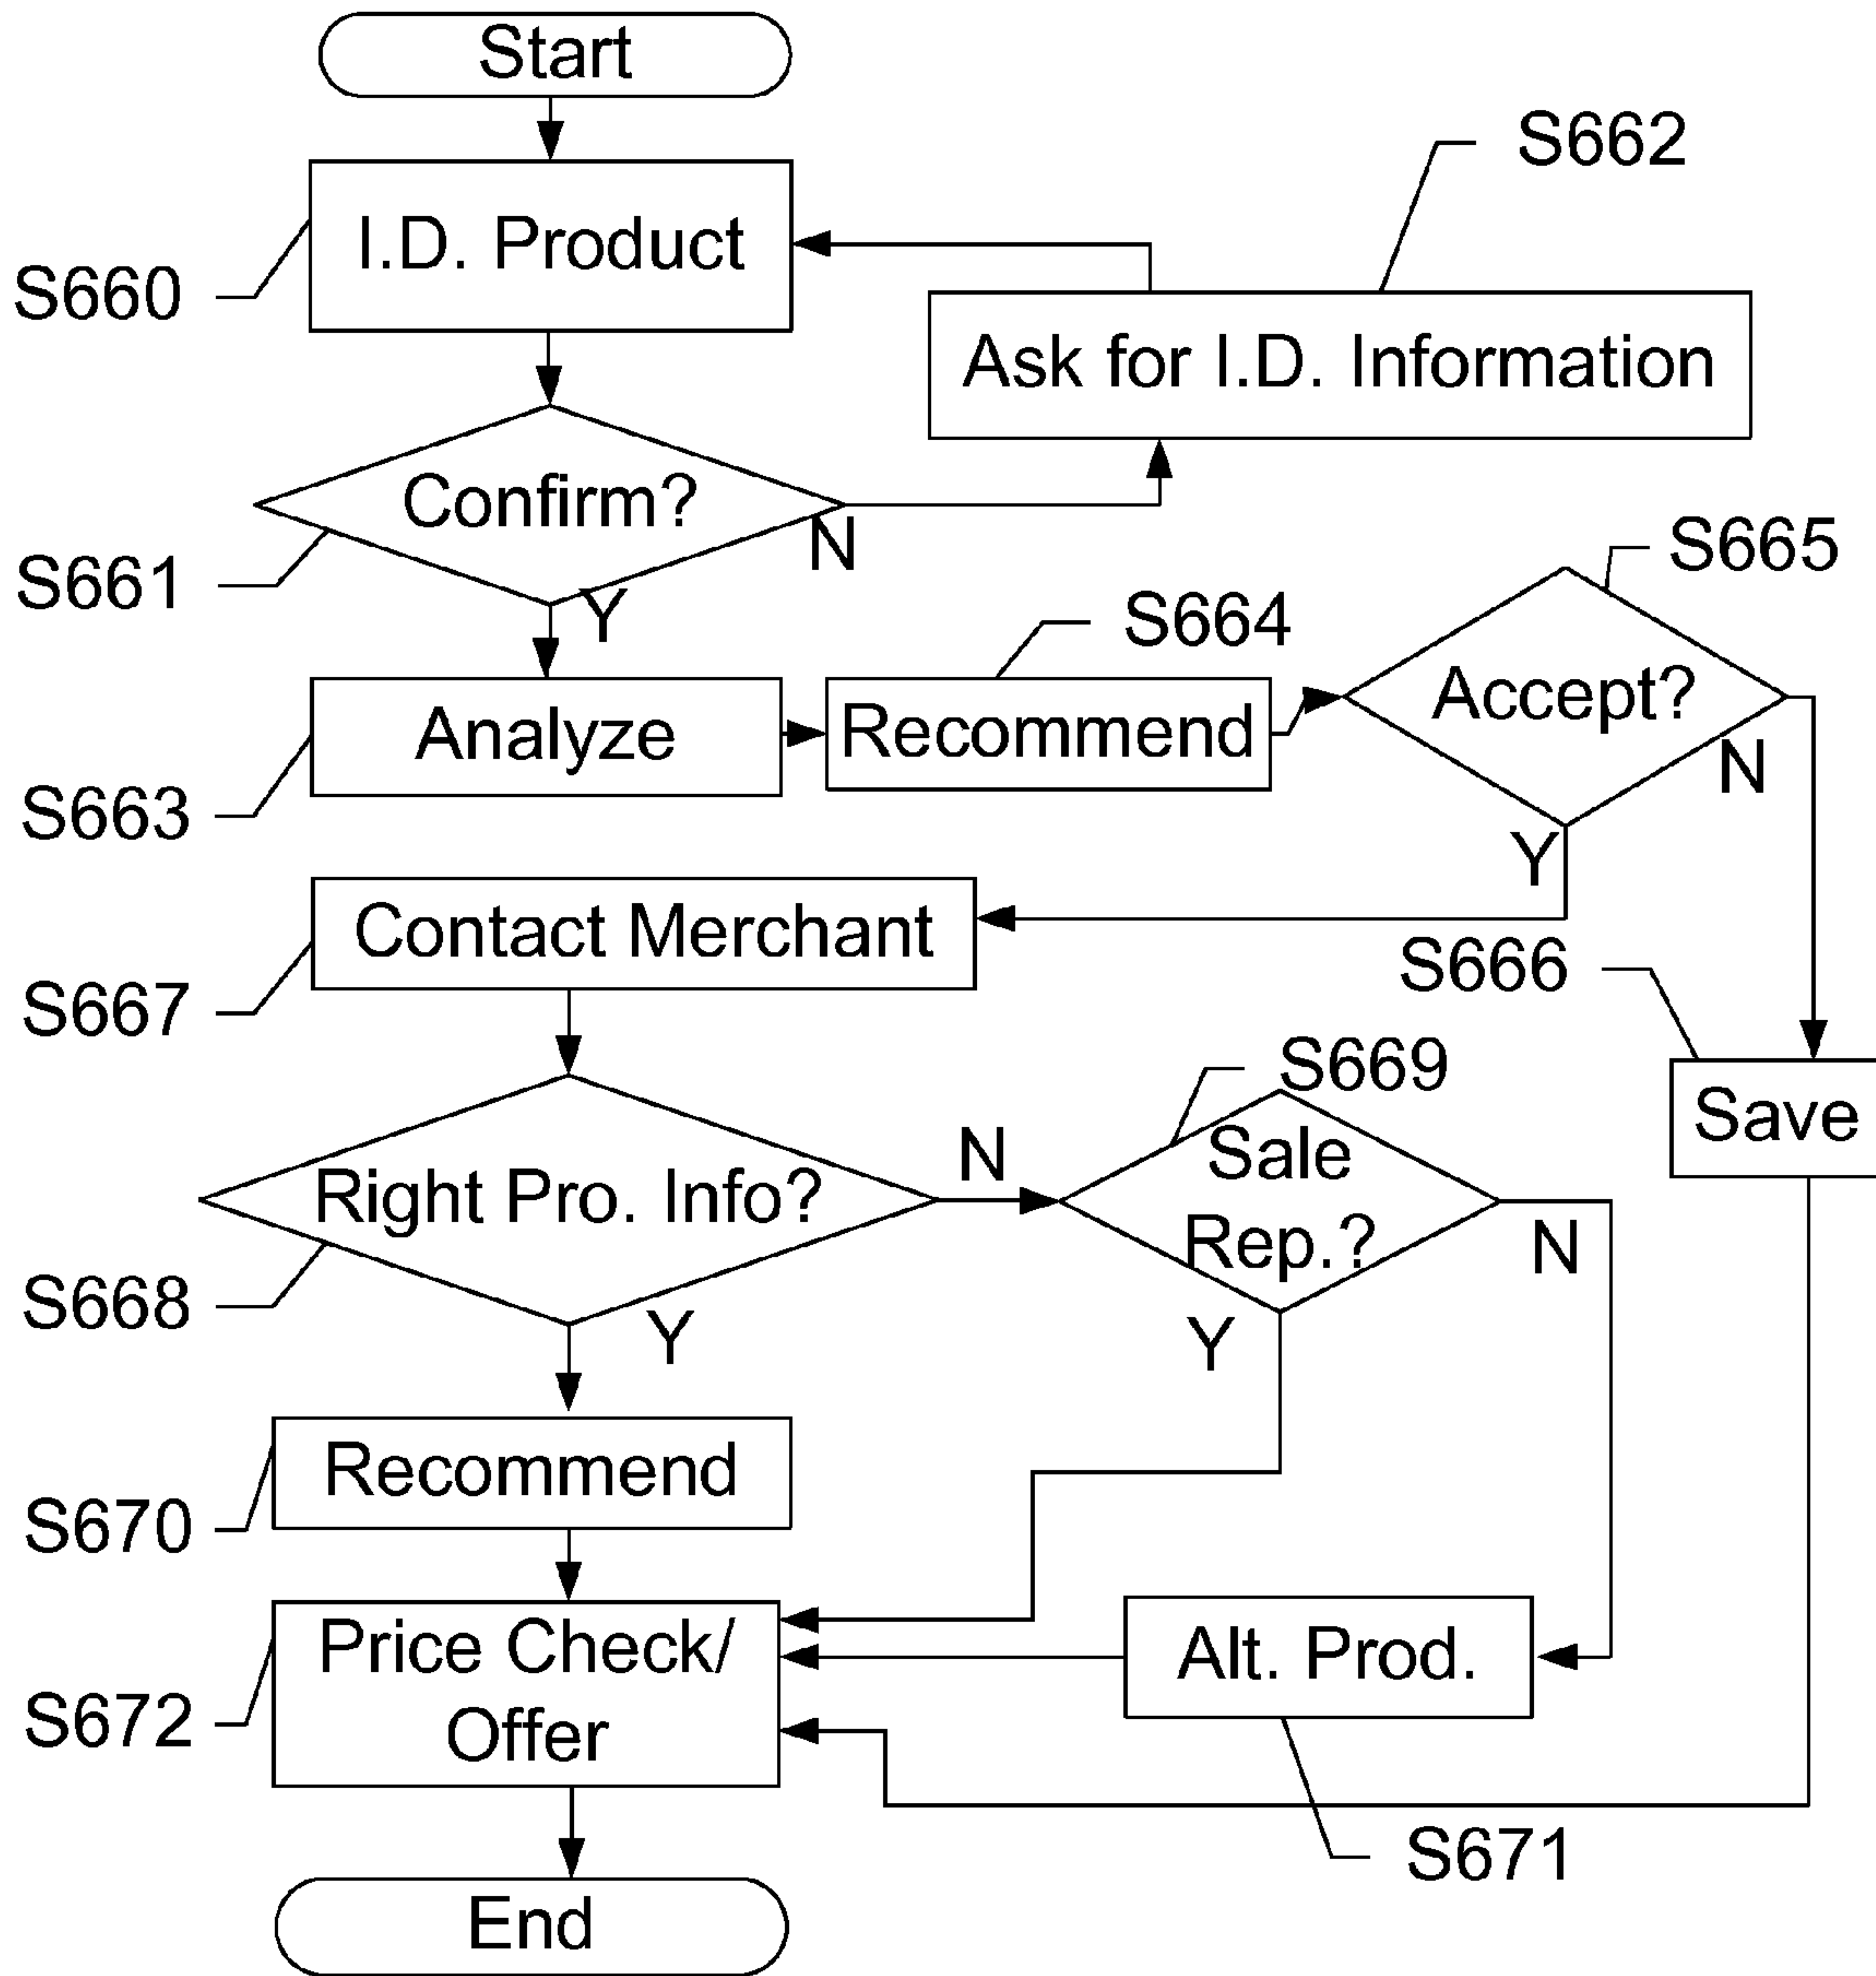 Start
S662
I.D. Product
S660
Ask for I.D. Information
Confirm?
N
S661
Y
S665
S664
Accept?
N
Analyze
Recommend
S663
Y
Contact Merchant
S666
S667
S669
Save
N
Sale
Right Pro. Info?
Rep.?
N
S668
Y
Y
Recommend
S670
Price Check/
Alt. Prod.
S672
Offer
S671
End